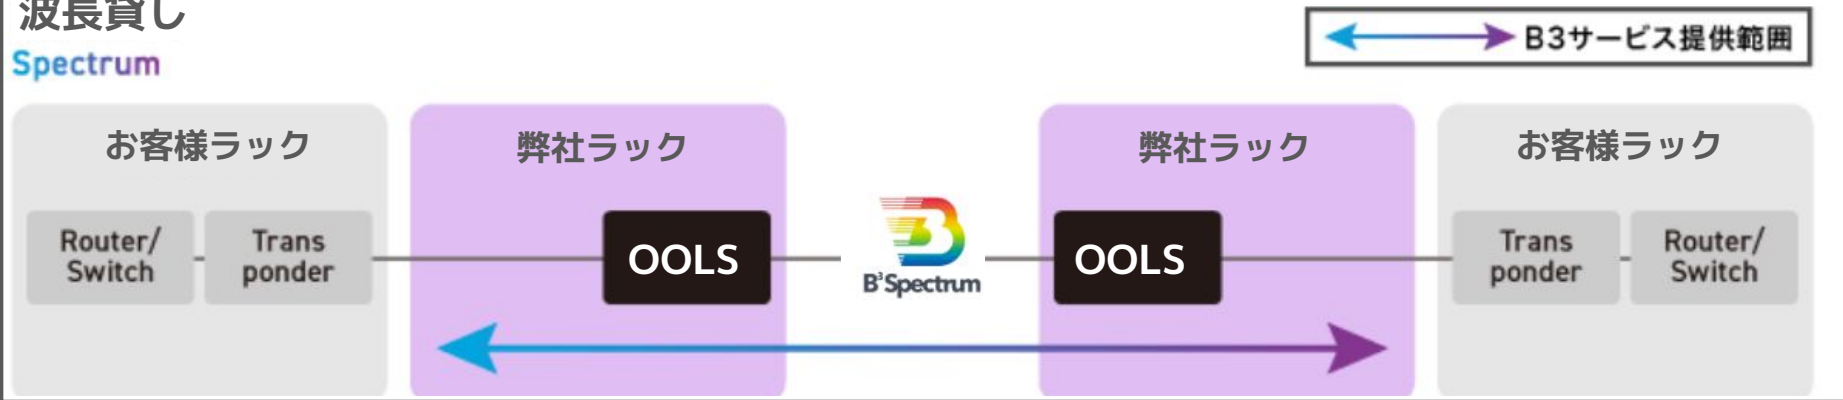 波長貸し
Spectrum
B3サービス提供範囲
お客様ラック
弊社ラック
弊社ラック
お客様ラック
Router/
Switch
Trans
ponder
OOLS
B³Spectrum
OOLS
Trans
ponder
Router/
Switch